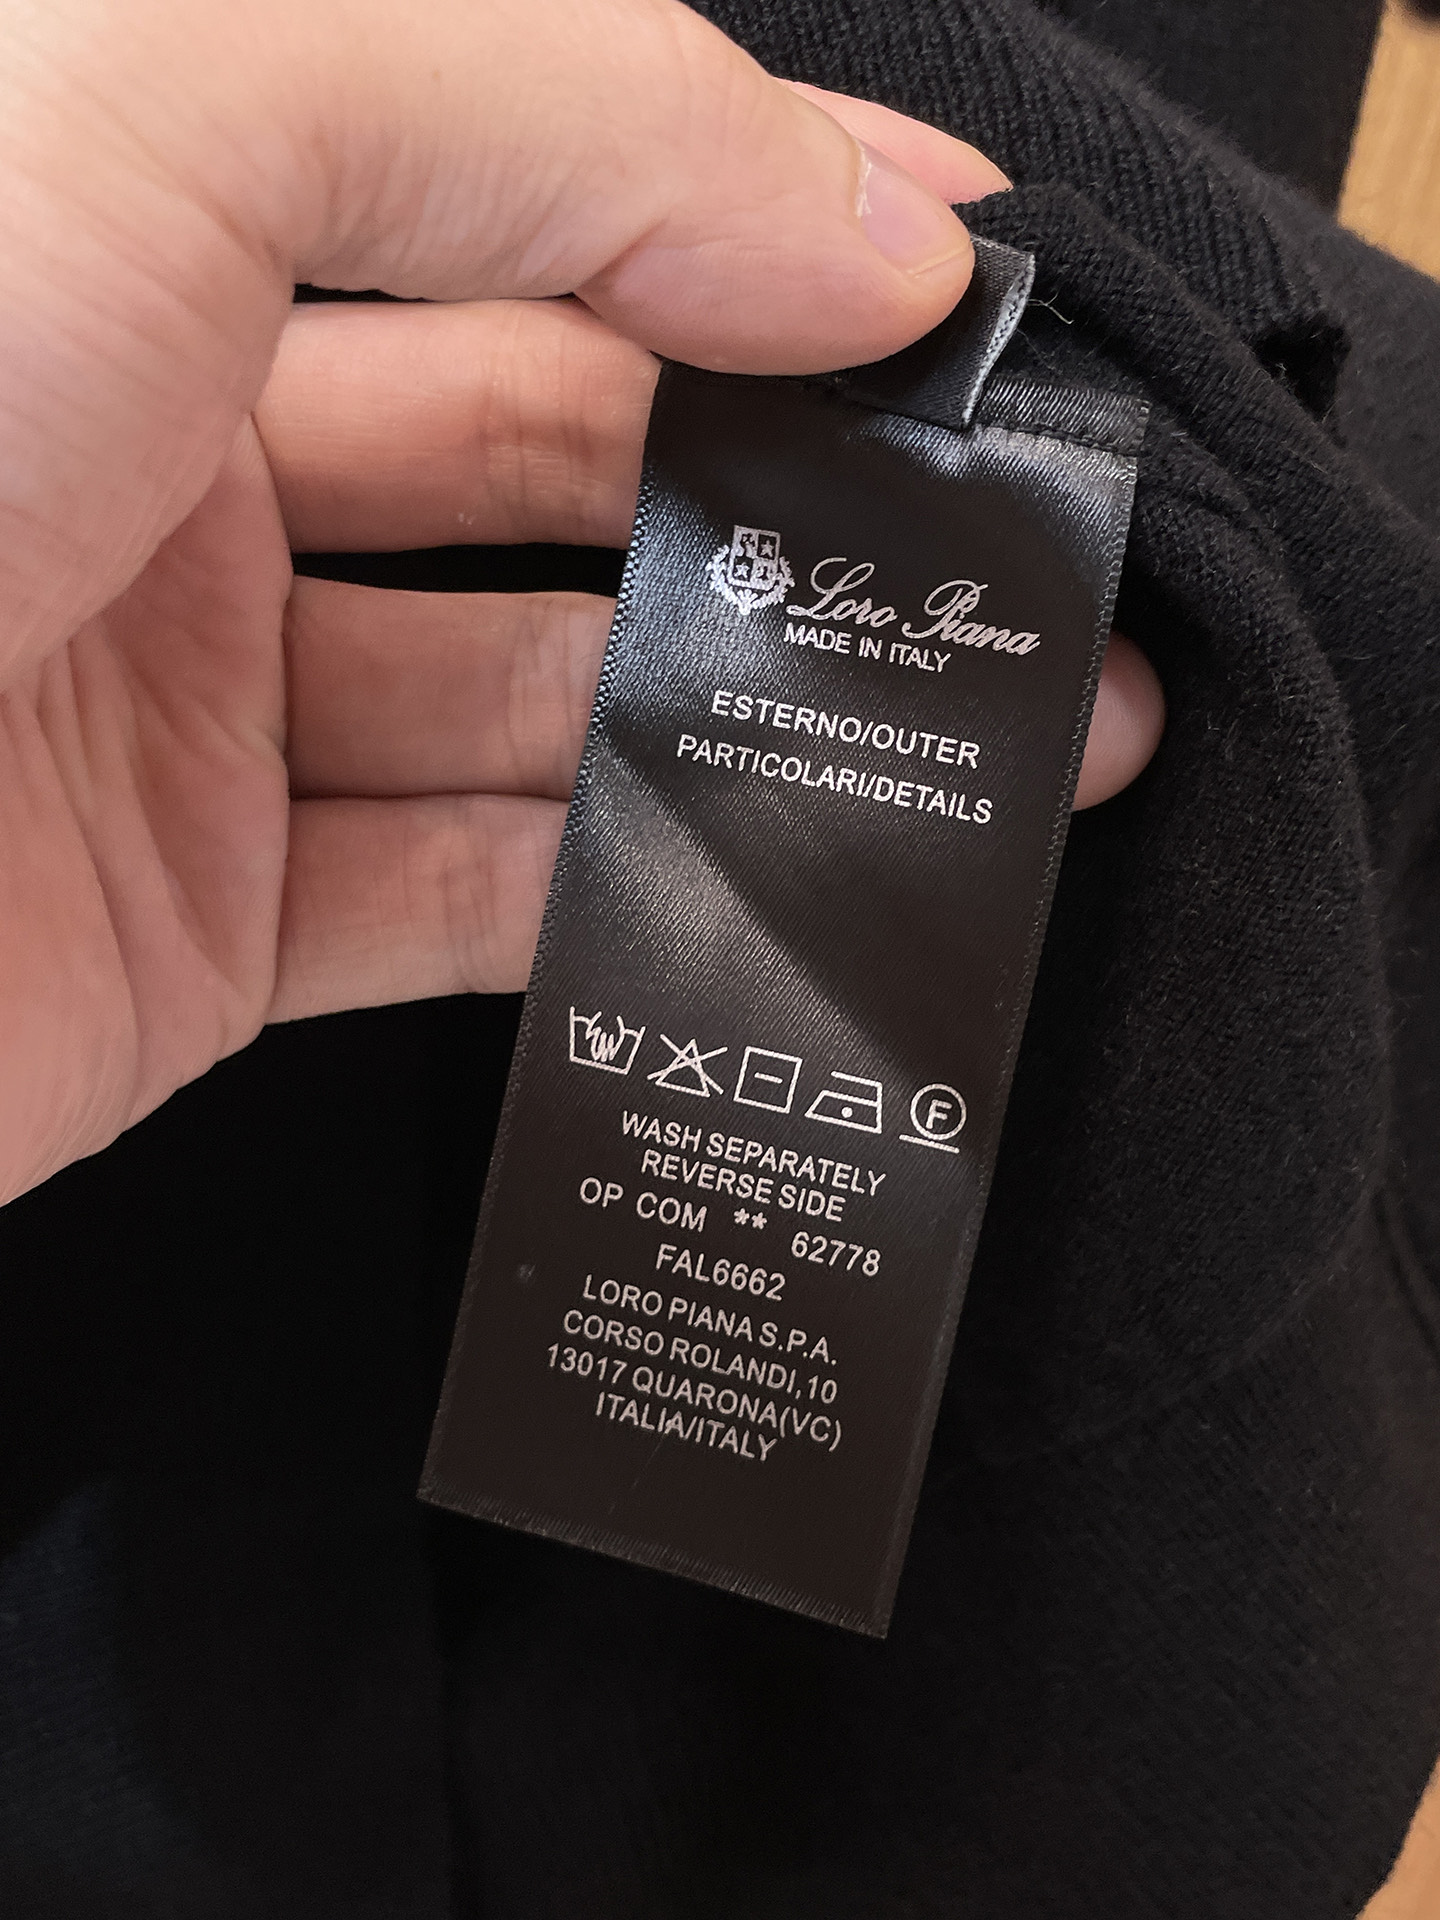 Loro Piana
MADE IN ITALY
ESTERNO/OUTER
PARTICOLARI/DETAILS
F
WASH SEPARATELY
REVERSE SIDE
OP COM ** 62778
FAL6662
LORO PIANA S.P.A.
CORSO ROLANDI,10
13017 QUARONA(VC)
ITALIA/ITALY